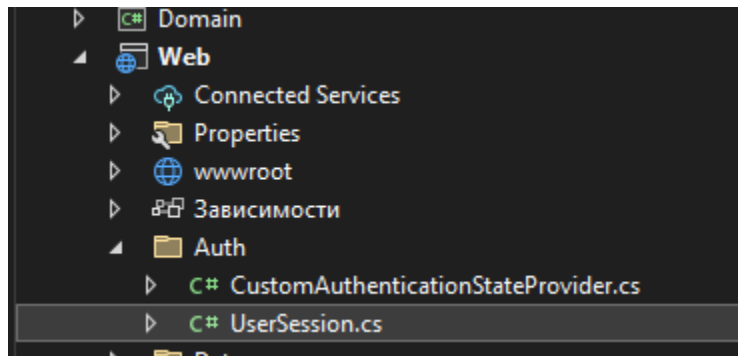 C# Domain
Web
Connected Services
Properties
wwwroot
Зависимости
Auth
C# CustomAuthenticationStateProvider.cs
C# UserSession.cs